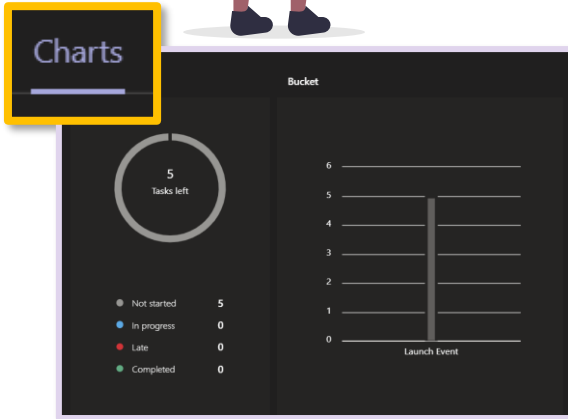 Charts
Bucket
5
Tasks left
Not started 5
In progress 0
Late 0
Completed 0
6
5
4
3
2
1
0
Launch Event